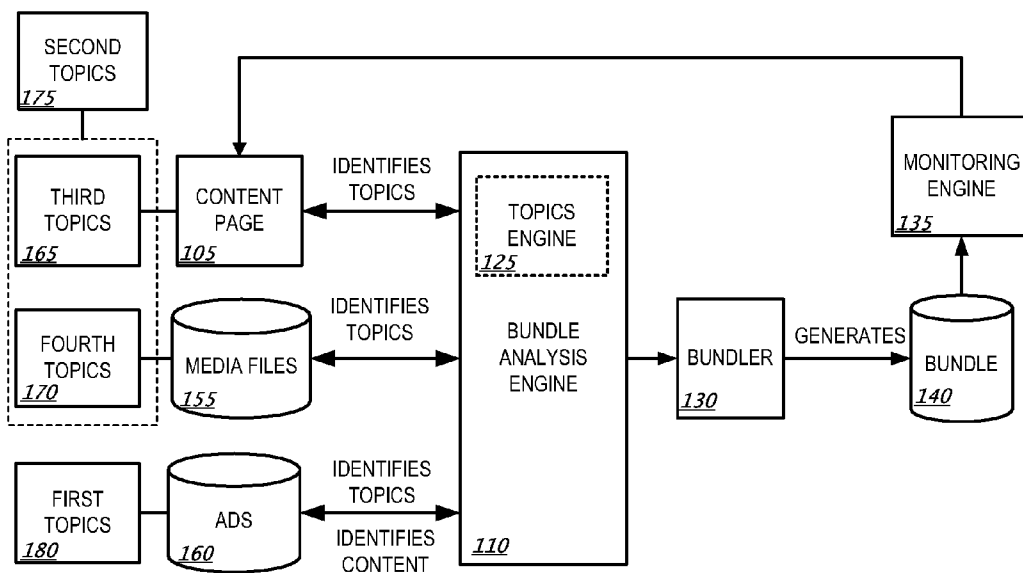 SECOND
TOPICS
175
THIRD
TOPICS
165
CONTENT
PAGE
105
IDENTIFIES
TOPICS
TOPICS
ENGINE
125
MONITORING
ENGINE
135
FOURTH
TOPICS
170
MEDIA FILES
155
IDENTIFIES
TOPICS
BUNDLE
ANALYSIS
ENGINE
110
BUNDLER
130
GENERATES
BUNDLE
140
FIRST
TOPICS
180
ADS
160
IDENTIFIES
TOPICS
IDENTIFIES
CONTENT